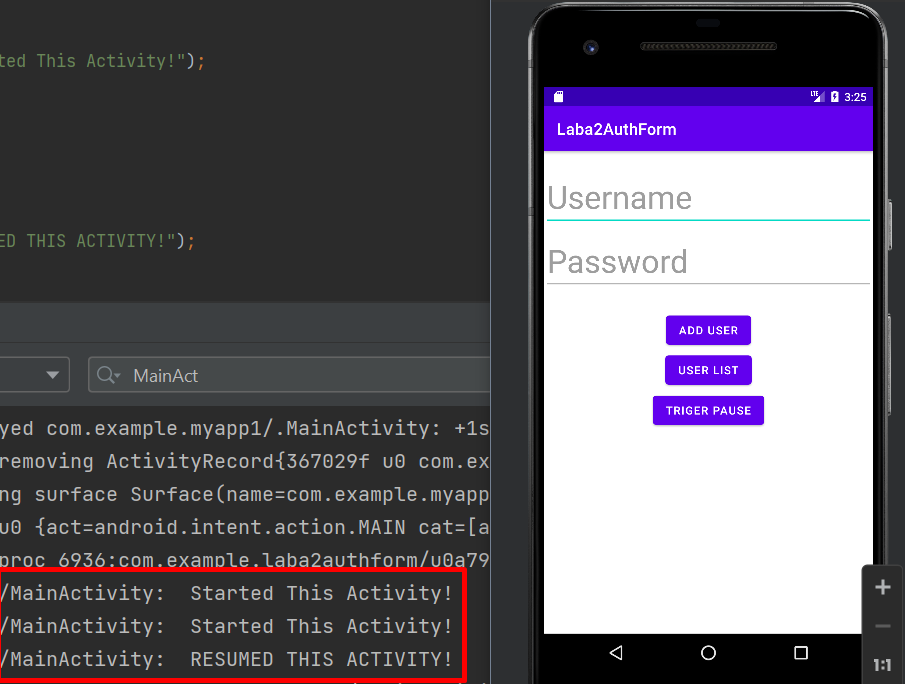 ted This Activity!");
ED THIS ACTIVITY!");
MainAct
yed com.example.myapp1/.MainActivity: +1s
removing ActivityRecord{367029f u0 com.ex
ng surface Surface(name=com.example.myapp
u0 {act=android.intent.action.MAIN cat=[a
proc 6936:com.example.laba2authform/u0a79
/MainActivity:  Started This Activity!
/MainActivity:  Started This Activity!
/MainActivity:  RESUMED THIS ACTIVITY!
LTE 3:25
Laba2AuthForm
Username
Password
ADD USER
USER LIST
TRIGER PAUSE
+
−
1:1